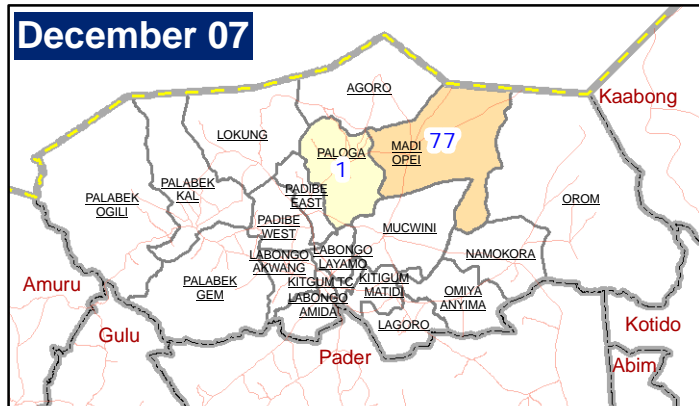 December 07
Kaabong
AGORO
LOKUNG
PALOGA
1
MADI
OPEI
77
PALABEK
KAL
PADIBE
EAST
PALABEK
OGILI
OROM
PADIBE
WEST
MUCWINI
LABONGO
LAYAMO
NAMOKORA
LABONGO
AKWANG
PALABEK
GEM
KITGUM TC
KITIGUM
MATIDI
OMIYA
ANYIMA
LABONGO
AMIDA
LAGORO
Amuru
Gulu
Pader
Kotido
Abim